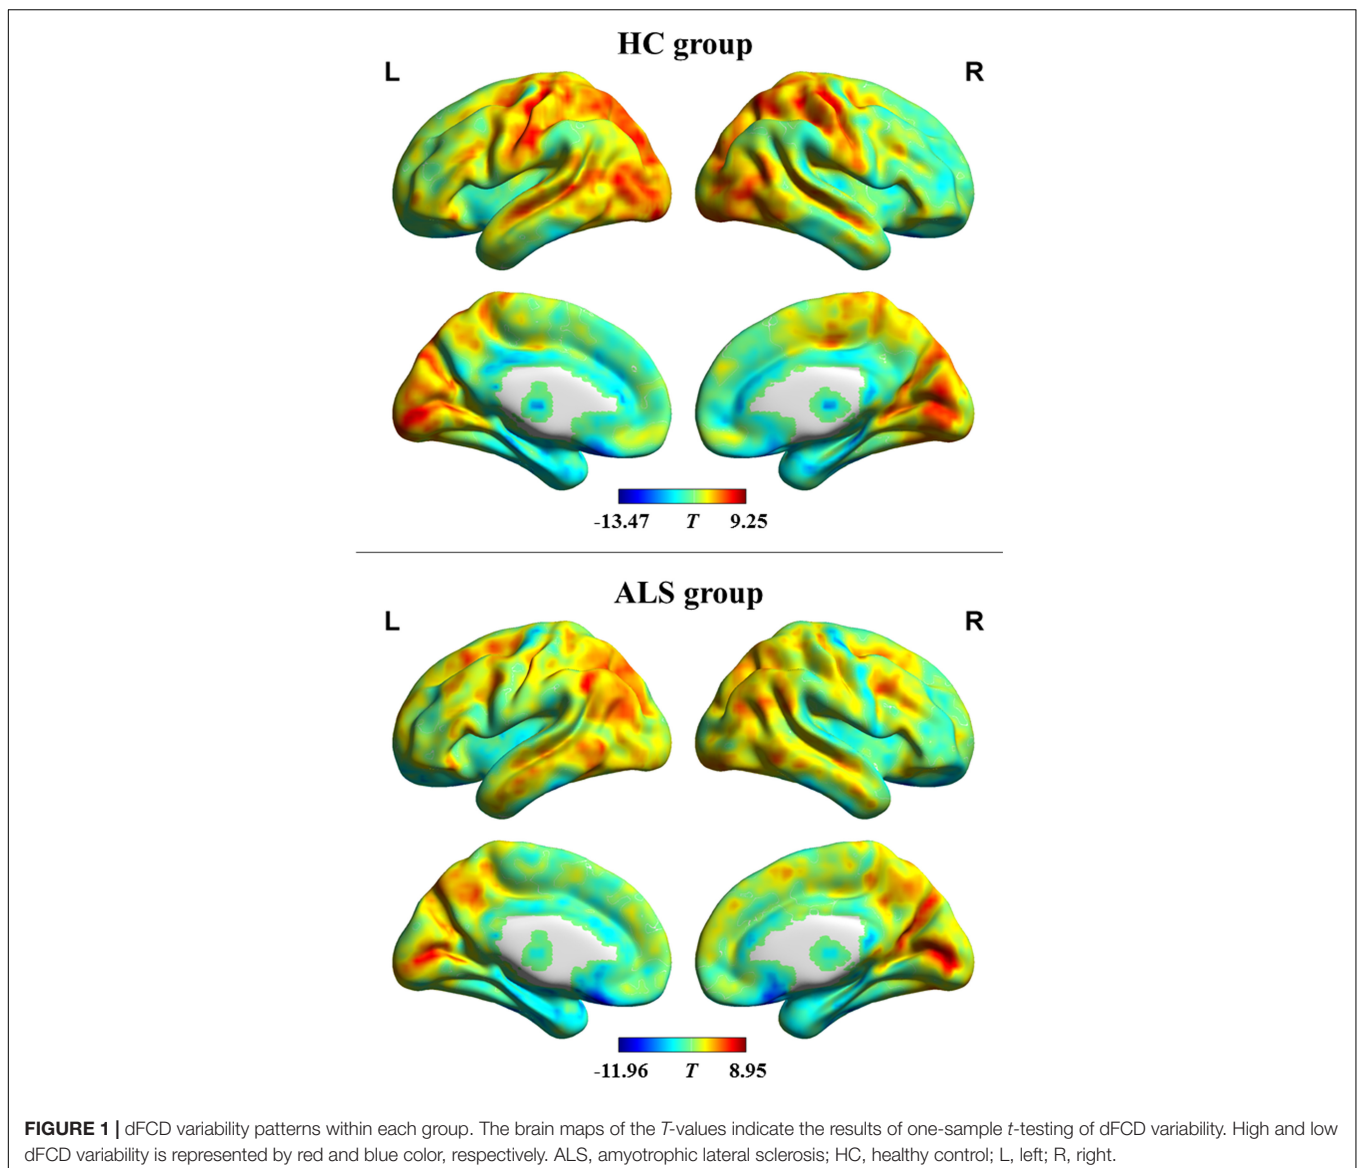 HC group
L R
-13.47 T 9.25
ALS group
L R
-11.96 T 8.95
FIGURE 1 | dFCD variability patterns within each group. The brain maps of the T-values indicate the results of one-sample t-testing of dFCD variability. High and low
dFCD variability is represented by red and blue color, respectively. ALS, amyotrophic lateral sclerosis; HC, healthy control; L, left; R, right.